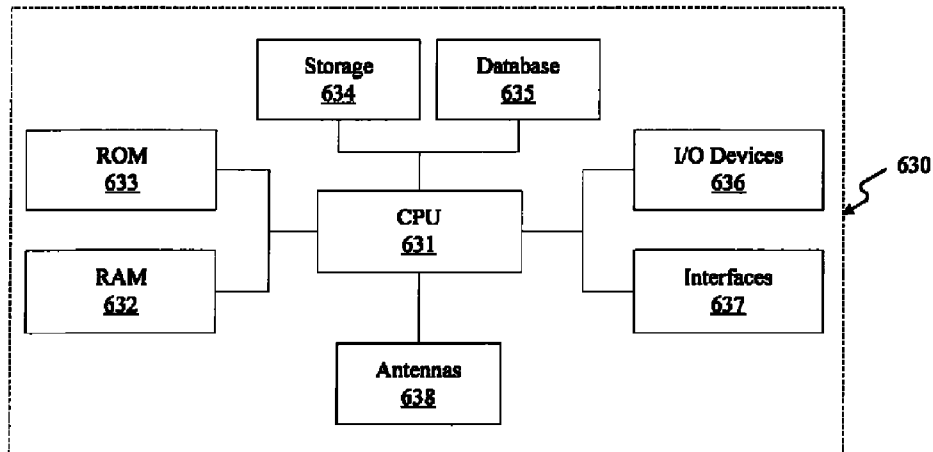 Storage
634
Database
635
ROM
633
I/O Devices
636
630
CPU
631
RAM
632
Interfaces
637
Antennas
638